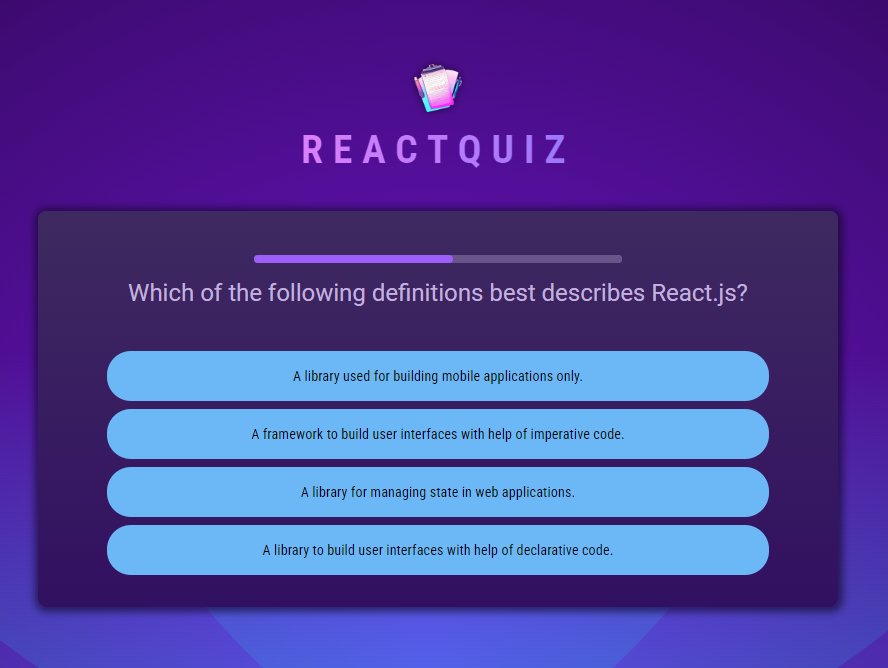 REACTQUIZ
Which of the following definitions best describes React.js?
A library used for building mobile applications only.
A framework to build user interfaces with help of imperative code.
A library for managing state in web applications.
A library to build user interfaces with help of declarative code.